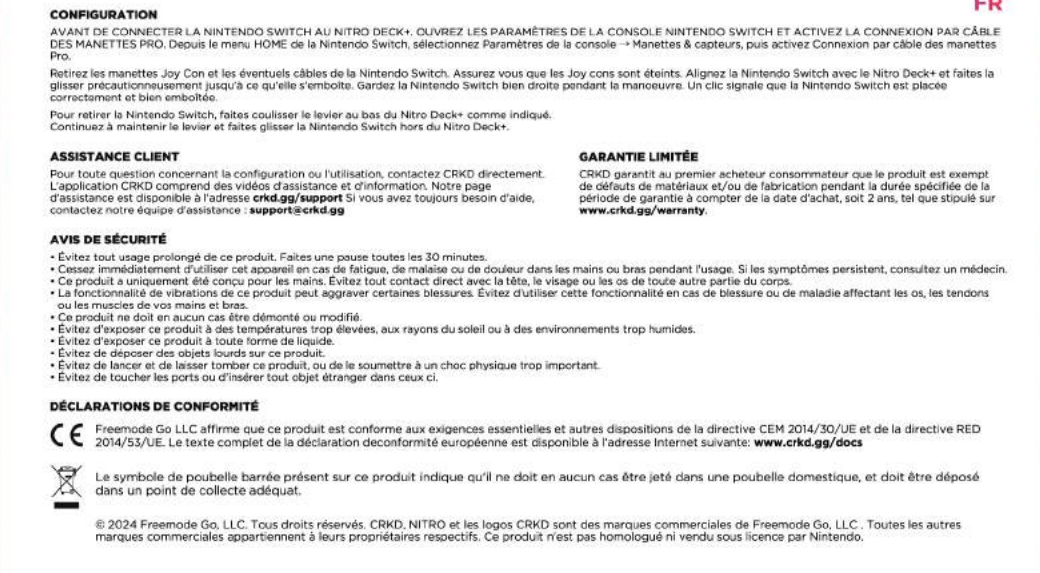 FR
CONFIGURATION
AVANT DE CONNECTER LA NINTENDO SWITCH AU NITRO DECK+. OUVREZ LES PARAMÈTRES DE LA CONSOLE NINTENDO SWITCH ET ACTIVEZ LA CONNEXION PAR CÂBLE
DES MANETTES PRO. Depuis le menu HOME de la Nintendo Switch, sélectionnez Paramètres de la console → Manettes & capteurs, puis activez Connexion par câble des manettes
Pro.
Retirez les manettes Joy Con et les éventuels câbles de la Nintendo Switch. Assurez vous que les Joy cons sont éteints. Alignez la Nintendo Switch avec le Nitro Deck+ et faites la
glisser précautionneusement jusqu'à ce qu'elle s'emboîte. Gardez la Nintendo Switch bien droite pendant la manoeuvre. Un clic signale que la Nintendo Switch est placée
correctement et bien emboîtée.
Pour retirer la Nintendo Switch, faites coulisser le levier au bas du Nitro Deck+ comme indiqué.
Continuez à maintenir le levier et faites glisser la Nintendo Switch hors du Nitro Deck+.
ASSISTANCE CLIENT
Pour toute question concernant la configuration ou l'utilisation, contactez CRKD directement.
L'application CRKD comprend des vidéos d'assistance et d'information. Notre page
d'assistance est disponible à l'adresse crkd.gg/support Si vous avez toujours besoin d'aide,
contactez notre équipe d'assistance : support@crkd.gg
GARANTIE LIMITÉE
CRKD garantit au premier acheteur consommateur que le produit est exempt
de défauts de matériaux et/ou de fabrication pendant la durée spécifiée de la
période de garantie à compter de la date d'achat, soit 2 ans, tel que stipulé sur
www.crkd.gg/warranty.
AVIS DE SÉCURITÉ
• Évitez tout usage prolongé de ce produit. Faites une pause toutes les 30 minutes.
• Cessez immédiatement d'utiliser cet appareil en cas de fatigue, de malaise ou de douleur dans les mains ou bras pendant l'usage. Si les symptômes persistent, consultez un médecin.
• Ce produit a uniquement été conçu pour les mains. Évitez tout contact direct avec la tête, le visage ou les os de toute autre partie du corps.
• La fonctionnalité de vibrations de ce produit peut aggraver certaines blessures. Évitez d'utiliser cette fonctionnalité en cas de blessure ou de maladie affectant les os, les tendons
ou les muscles de vos mains et bras.
• Ce produit ne doit en aucun cas être démonté ou modifié.
• Évitez d'exposer ce produit à des températures trop élevées, aux rayons du soleil ou à des environnements trop humides.
• Évitez d'exposer ce produit à toute forme de liquide.
• Évitez de déposer des objets lourds sur ce produit.
• Évitez de lancer et de laisser tomber ce produit, ou de le soumettre à un choc physique trop important.
• Évitez de toucher les ports ou d'insérer tout objet étranger dans ceux ci.
DÉCLARATIONS DE CONFORMITÉ
CE
Freemode Go LLC affirme que ce produit est conforme aux exigences essentielles et autres dispositions de la directive CEM 2014/30/UE et de la directive RED
2014/53/UE. Le texte complet de la déclaration deconformité européenne est disponible à l'adresse Internet suivante: www.crkd.gg/docs
Le symbole de poubelle barrée présent sur ce produit indique qu'il ne doit en aucun cas être jeté dans une poubelle domestique, et doit être déposé
dans un point de collecte adéquat.
© 2024 Freemode Go, LLC. Tous droits réservés. CRKD, NITRO et les logos CRKD sont des marques commerciales de Freemode Go, LLC . Toutes les autres
marques commerciales appartiennent à leurs propriétaires respectifs. Ce produit n'est pas homologué ni vendu sous licence par Nintendo.